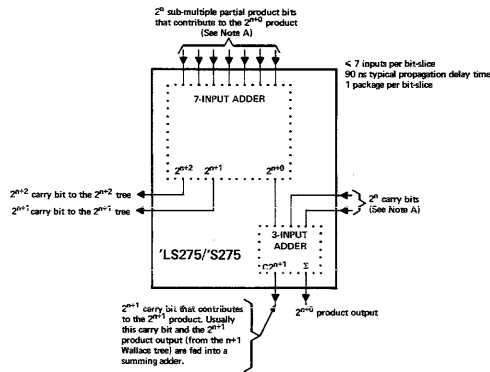 2ⁿ sub-multiple partial product bits
that contribute to the 2ⁿ⁺⁰ product
(See Note A)
≤ 7 inputs per bit-slice
90 ns typical propagation delay time
1 package per bit-slice
7-INPUT ADDER
2ⁿ⁺² 2ⁿ⁺¹ 2ⁿ⁺⁰
2ⁿ⁺² carry bit to the 2ⁿ⁺² tree
2ⁿ⁺¹ carry bit to the 2ⁿ⁺¹ tree
2ⁿ carry bits
(See Note A)
3-INPUT
ADDER
'LS275/'S275
C2ⁿ⁺¹ Σ
2ⁿ⁺⁰ product output
2ⁿ⁺¹ carry bit that contributes
to the 2ⁿ⁺¹ product. Usually
this carry bit and the 2ⁿ⁺¹
product output (from the n+1
Wallace tree) are fed into a
summing adder.